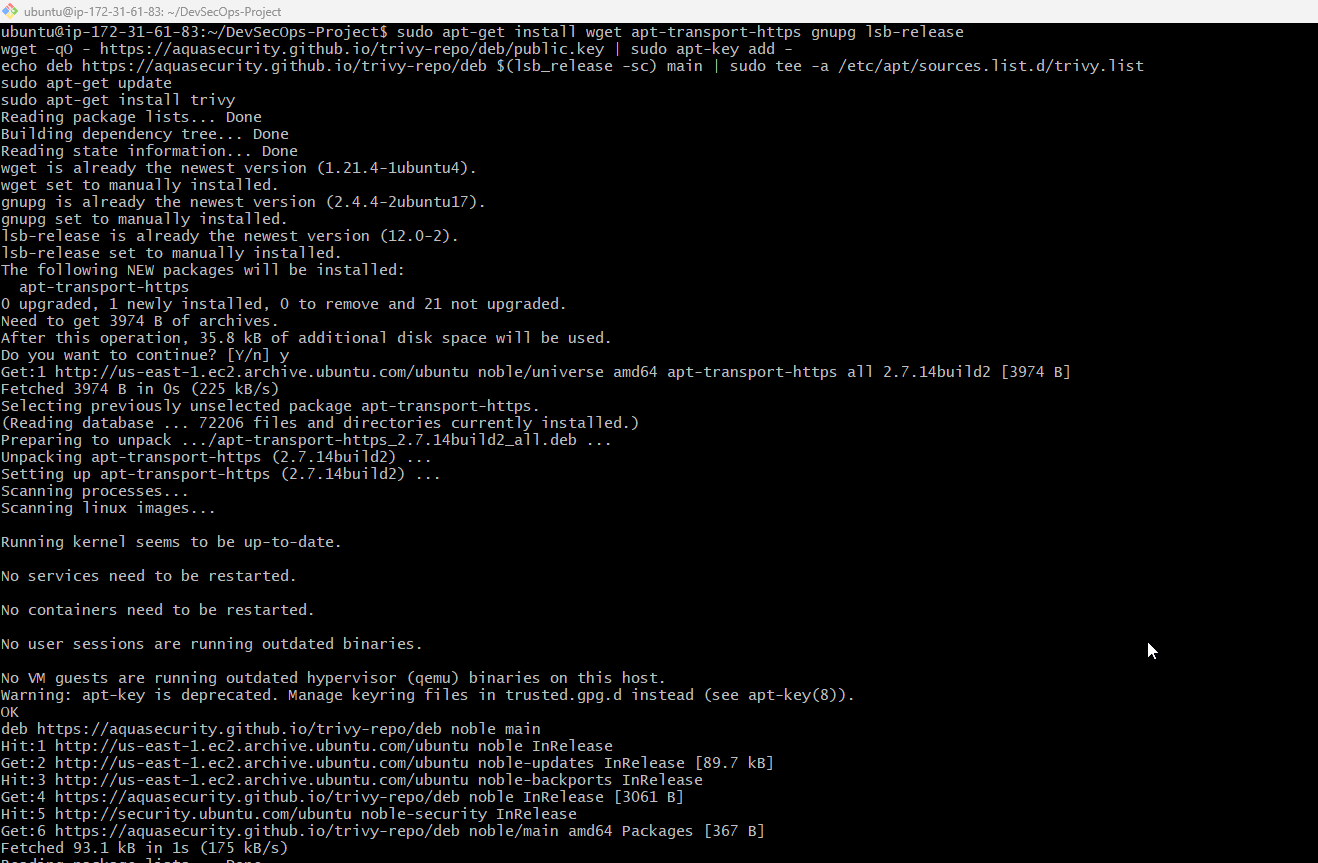 ubuntu@ip-172-31-61-83: ~/DevSecOps-Project
ubuntu@ip-172-31-61-83:~/DevSecOps-Project$ sudo apt-get install wget apt-transport-https gnupg lsb-release
wget -qO - https://aquasecurity.github.io/trivy-repo/deb/public.key | sudo apt-key add -
echo deb https://aquasecurity.github.io/trivy-repo/deb $(lsb_release -sc) main | sudo tee -a /etc/apt/sources.list.d/trivy.list
sudo apt-get update
sudo apt-get install trivy
Reading package lists... Done
Building dependency tree... Done
Reading state information... Done
wget is already the newest version (1.21.4-1ubuntu4).
wget set to manually installed.
gnupg is already the newest version (2.4.4-2ubuntu17).
gnupg set to manually installed.
lsb-release is already the newest version (12.0-2).
lsb-release set to manually installed.
The following NEW packages will be installed:
  apt-transport-https
0 upgraded, 1 newly installed, 0 to remove and 21 not upgraded.
Need to get 3974 B of archives.
After this operation, 35.8 kB of additional disk space will be used.
Do you want to continue? [Y/n] y
Get:1 http://us-east-1.ec2.archive.ubuntu.com/ubuntu noble/universe amd64 apt-transport-https all 2.7.14build2 [3974 B]
Fetched 3974 B in 0s (225 kB/s)
Selecting previously unselected package apt-transport-https.
(Reading database ... 72206 files and directories currently installed.)
Preparing to unpack .../apt-transport-https_2.7.14build2_all.deb ...
Unpacking apt-transport-https (2.7.14build2) ...
Setting up apt-transport-https (2.7.14build2) ...
Scanning processes...
Scanning linux images...
Running kernel seems to be up-to-date.
No services need to be restarted.
No containers need to be restarted.
No user sessions are running outdated binaries.
No VM guests are running outdated hypervisor (qemu) binaries on this host.
Warning: apt-key is deprecated. Manage keyring files in trusted.gpg.d instead (see apt-key(8)).
OK
deb https://aquasecurity.github.io/trivy-repo/deb noble main
Hit:1 http://us-east-1.ec2.archive.ubuntu.com/ubuntu noble InRelease
Get:2 http://us-east-1.ec2.archive.ubuntu.com/ubuntu noble-updates InRelease [89.7 kB]
Hit:3 http://us-east-1.ec2.archive.ubuntu.com/ubuntu noble-backports InRelease
Get:4 https://aquasecurity.github.io/trivy-repo/deb noble InRelease [3061 B]
Hit:5 http://security.ubuntu.com/ubuntu noble-security InRelease
Get:6 https://aquasecurity.github.io/trivy-repo/deb noble/main amd64 Packages [367 B]
Fetched 93.1 kB in 1s (175 kB/s)